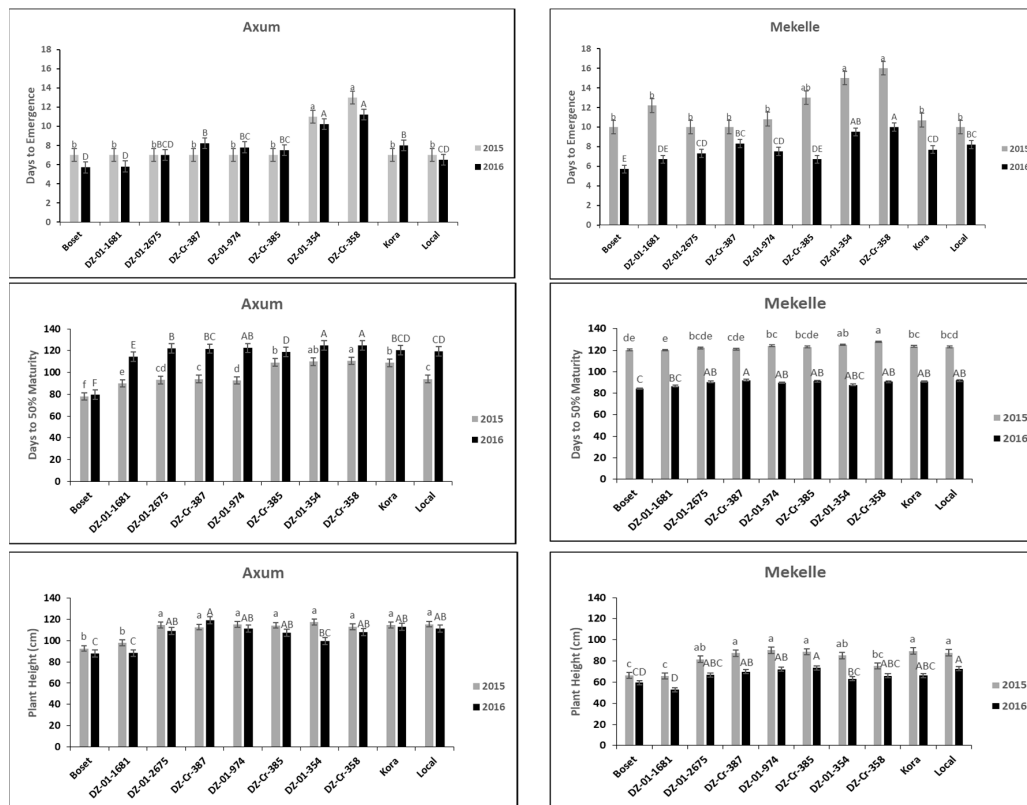 Axum
Days to Emergence
18
16
14
12
10
8
6
4
2
0
b D b D b BCD b B b BC b BC a A a A b B b C
Boset DZ-01-1681 DZ-01-2675 DZ-Cr-387 DZ-01-974 DZ-Cr-385 DZ-01-354 DZ-Cr-358 Kora Local
2015
2016
Mekelle
Days to Emergence
18
16
14
12
10
8
6
4
2
0
b E b DE b CD b BC b CD ab DE a AB a A b CD b BC
Boset DZ-01-1681 DZ-01-2675 DZ-Cr-387 DZ-01-974 DZ-Cr-385 DZ-01-354 DZ-Cr-358 Kora Local
2015
2016
Axum
Days to 50% Maturity
140
120
100
80
60
40
20
0
f F e E cd B c BC d AB b D ab A a A b BCD c CD
Boset DZ-01-1681 DZ-01-2675 DZ-Cr-387 DZ-01-974 DZ-Cr-385 DZ-01-354 DZ-Cr-358 Kora Local
2015
2016
Mekelle
Days to 50% Maturity
140
120
100
80
60
40
20
0
de C e BC bcde AB cde A bc AB bcde AB ab ABC a AB bc AB bcd AB
Boset DZ-01-1681 DZ-01-2675 DZ-Cr-387 DZ-01-974 DZ-Cr-385 DZ-01-354 DZ-Cr-358 Kora Local
2015
2016
Axum
Plant Height (cm)
140
120
100
80
60
40
20
0
b C b C a AB a A a AB a AB a BC a AB a AB a AB
Boset DZ-01-1681 DZ-01-2675 DZ-Cr-387 DZ-01-974 DZ-Cr-385 DZ-01-354 DZ-Cr-358 Kora Local
2015
2016
Mekelle
Plant Height (cm)
140
120
100
80
60
40
20
0
c CD c D ab ABC a AB a AB a A ab BC bc ABC a ABC a A
Boset DZ-01-1681 DZ-01-2675 DZ-Cr-387 DZ-01-974 DZ-Cr-385 DZ-01-354 DZ-Cr-358 Kora Local
2015
2016